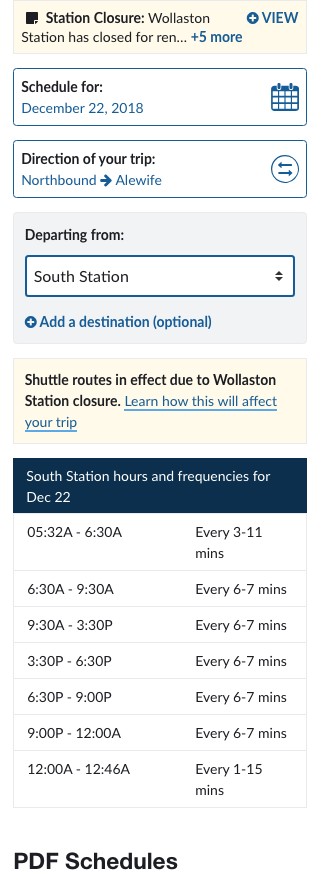 Station Closure: Wollaston
VIEW
Station has closed for ren... +5 more
Schedule for:
December 22, 2018
Direction of your trip:
Northbound → Alewife
Departing from:
South Station
Add a destination (optional)
Shuttle routes in effect due to Wollaston
Station closure. Learn how this will affect
your trip
South Station hours and frequencies for
Dec 22
05:32A - 6:30A
Every 3-11
mins
6:30A - 9:30A
Every 6-7 mins
9:30A - 3:30P
Every 6-7 mins
3:30P - 6:30P
Every 6-7 mins
6:30P - 9:00P
Every 6-7 mins
9:00P - 12:00A
Every 6-7 mins
12:00A - 12:46A
Every 1-15
mins
PDF Schedules